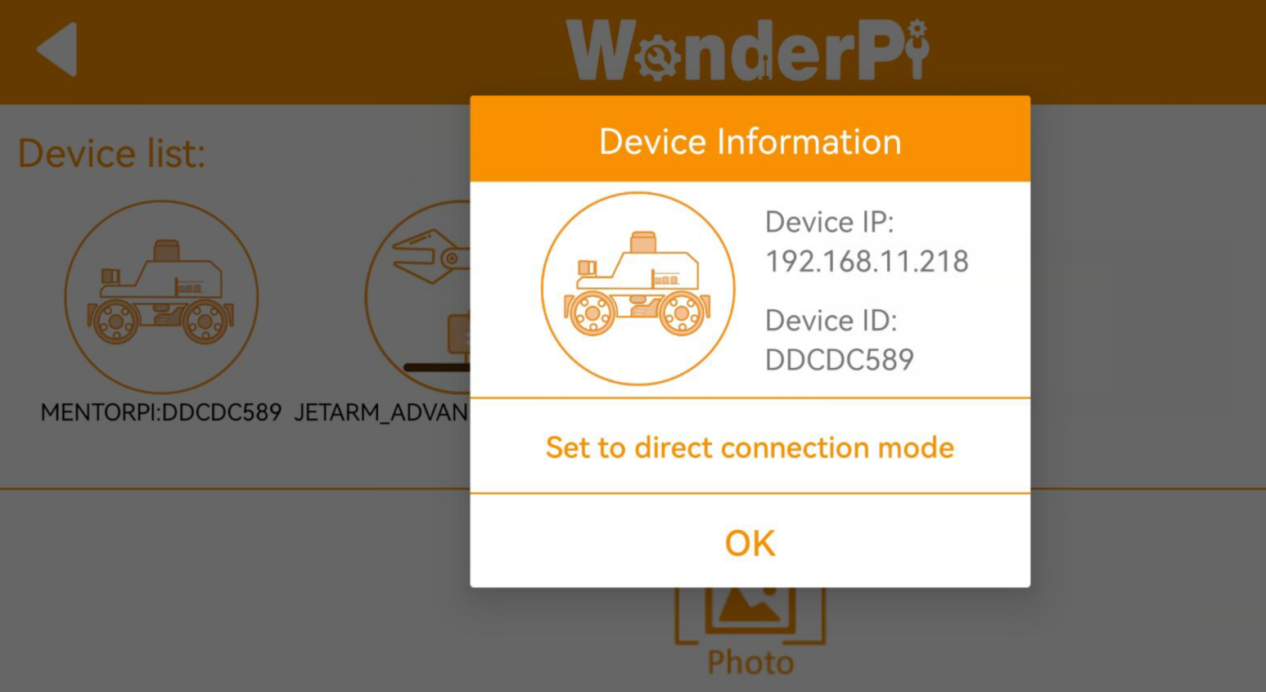 WonderPi
Device list:
Device Information
Device IP:
192.168.11.218
Device ID:
DDCDC589
MENTORPI:DDCDC589 JETARM_ADVAN
Set to direct connection mode
OK
Photo